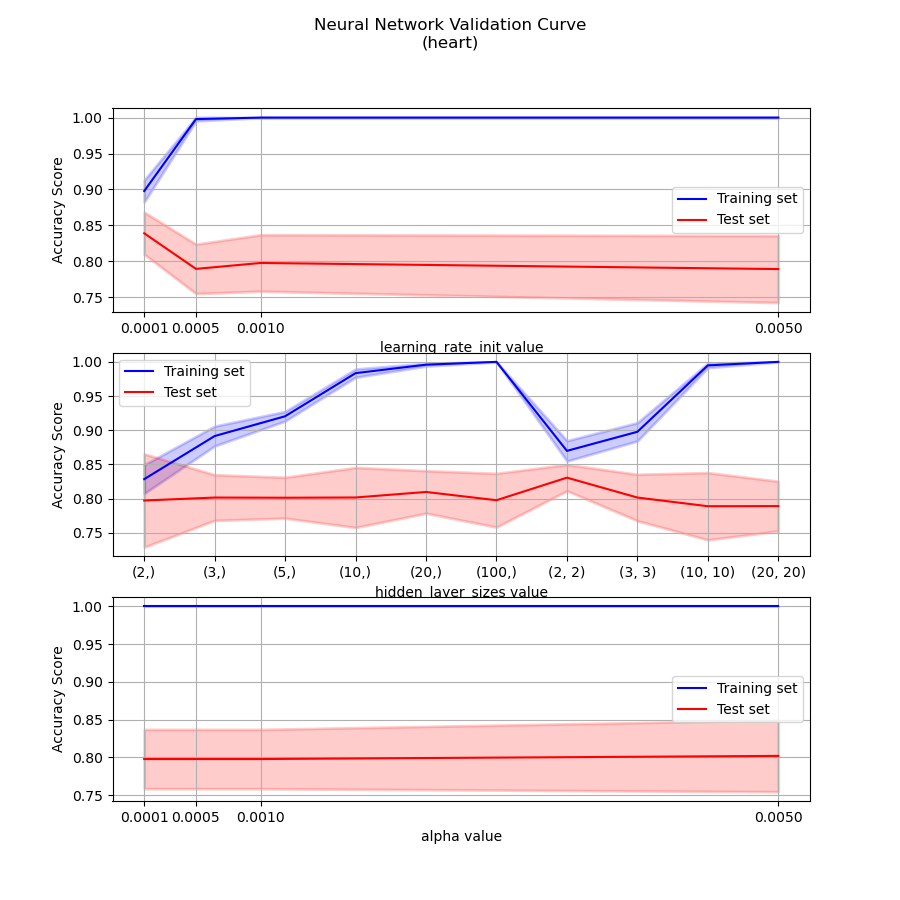 Neural Network Validation Curve
(heart)
1.00
0.95
0.90
0.85
0.80
0.75
Accuracy Score
Training set
Test set
0.0001 0.0005 0.0010 0.0050
learning_rate_init value
1.00
0.95
0.90
0.85
0.80
0.75
Accuracy Score
Training set
Test set
(2,) (3,) (5,) (10,) (20,) (100,) (2, 2) (3, 3) (10, 10) (20, 20)
hidden_layer_sizes value
1.00
0.95
0.90
0.85
0.80
0.75
Accuracy Score
Training set
Test set
0.0001 0.0005 0.0010 0.0050
alpha value